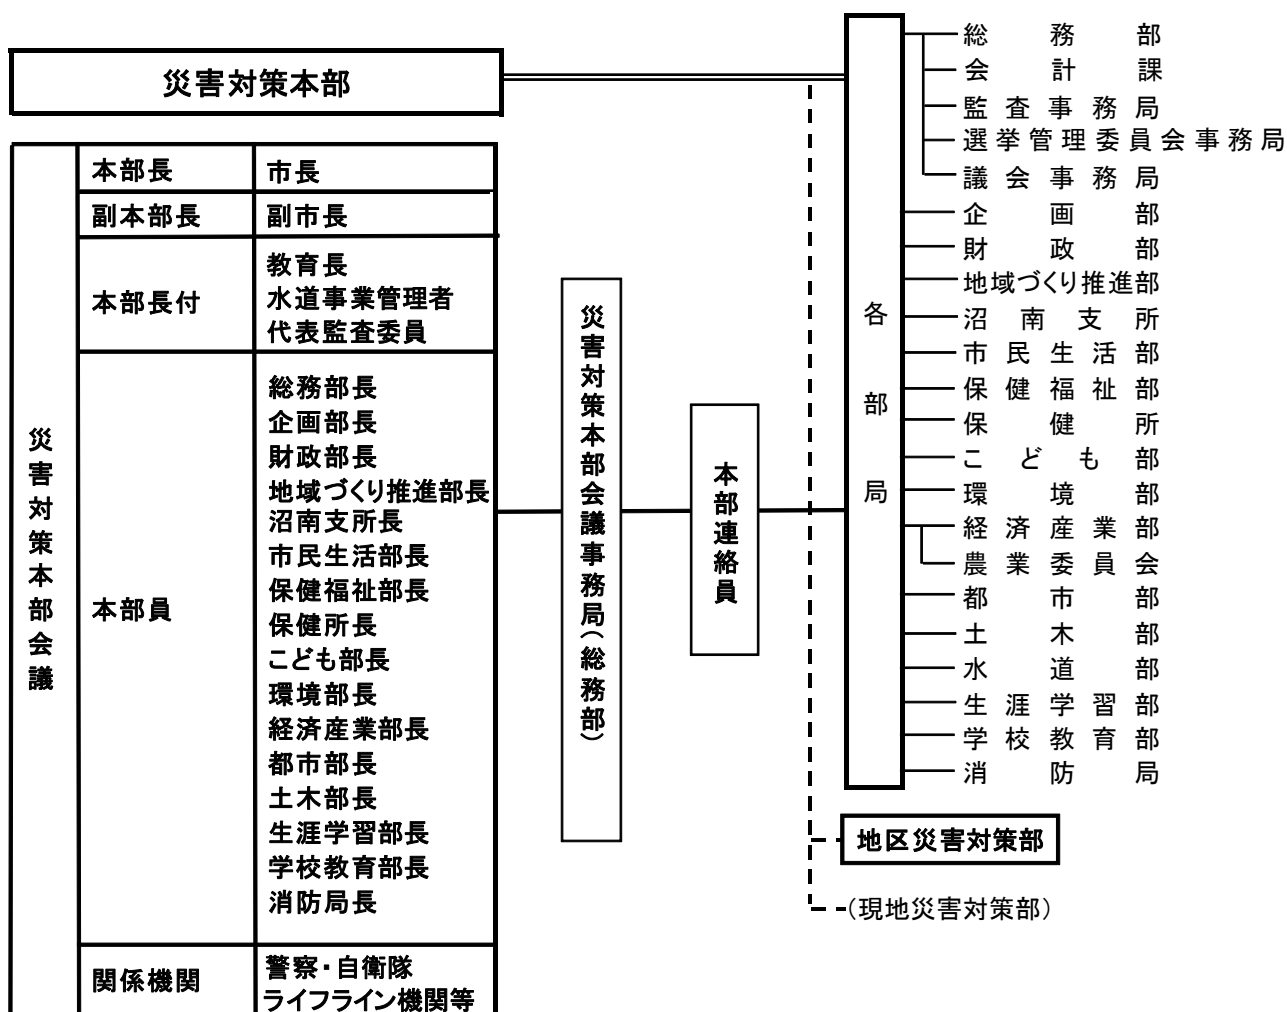 災害対策本部
災害対策本部会議
本部長
市長
副本部長
副市長
本部長付
教育長
水道事業管理者
代表監査委員
本部員
総務部長
企画部長
財政部長
地域づくり推進部長
沼南支所長
市民生活部長
保健福祉部長
保健所長
こども部長
環境部長
経済産業部長
都市部長
土木部長
生涯学習部長
学校教育部長
消防局長
関係機関
警察・自衛隊
ライフライン機関等
災害対策本部会議事務局(総務部)
本部連絡員
各部局
総務部
会計課
監査事務局
選挙管理委員会事務局
議会事務局
企画部
財政部
地域づくり推進部
沼南支所
市民生活部
保健福祉部
保健所
こども部
環境部
経済産業部
農業委員会
都市部
土木部
水道部
生涯学習部
学校教育部
消防局
地区災害対策部
(現地災害対策部)